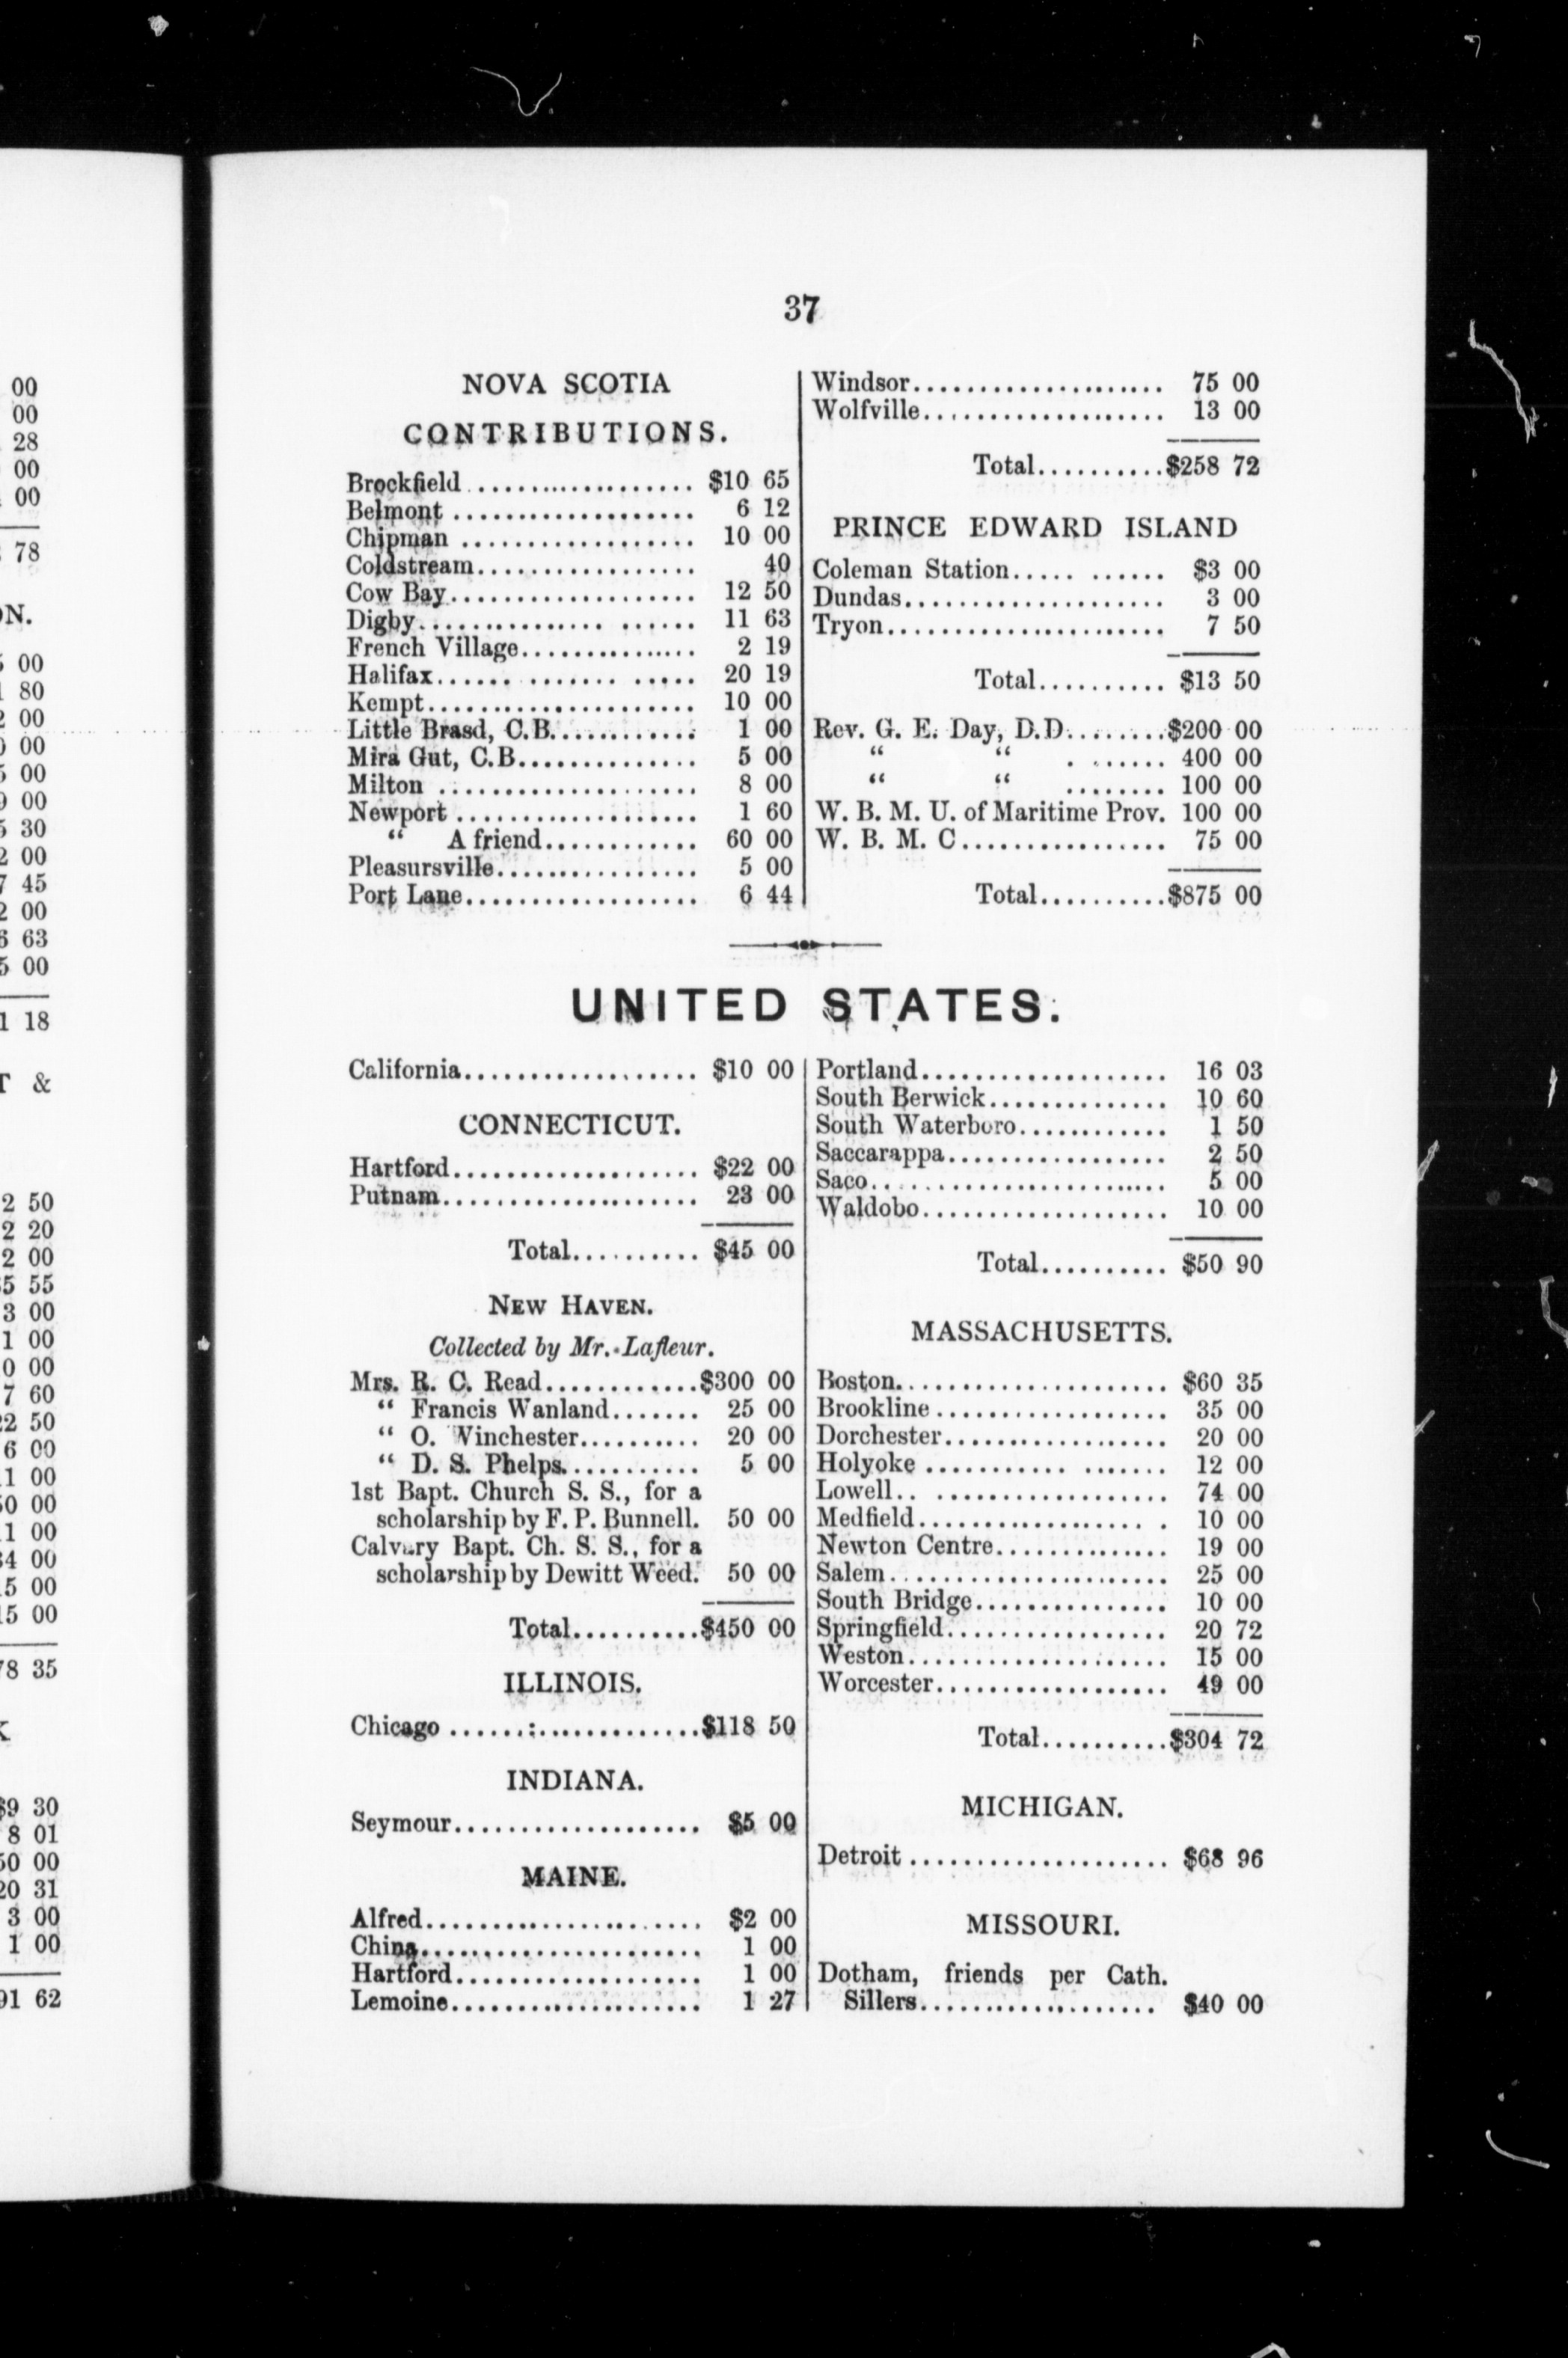 37
NOVA SCOTIA
CONTRIBUTIONS.
Brockfield .................. $10 65
Belmont ................... 6 12
Chipman .................. 10 00
Coldstream................. 40
Cow Bay................... 12 50
Digby..................... 11 63
French Village.............. 2 19
Halifax.................... 20 19
Kempt..................... 10 00
Little Brasd, C.B............ 1 00
Mira Gut, C.B.............. 5 00
Milton .................... 8 00
Newport ................... 1 60
“ A friend............ 60 00
Pleasursville................ 5 00
Port Lane.................. 6 44
Windsor.................... 75 00
Wolfville................... 13 00
Total..........$258 72
PRINCE EDWARD ISLAND
Coleman Station..... ...... $3 00
Dundas.................... 3 00
Tryon..................... 7 50
Total.......... $13 50
Rev. G. E. Day, D.D........$200 00
“ “ . ....... 400 00
“ “ ........ 100 00
W. B. M. U. of Maritime Prov. 100 00
W. B. M. C................ 75 00
Total..........$875 00
UNITED STATES.
California.................. $10 00
CONNECTICUT.
Hartford................... $22 00
Putnam.................... 23 00
Total.......... $45 00
NEW HAVEN.
Collected by Mr. Lafleur.
Mrs. R. C. Read............$300 00
“ Francis Wanland....... 25 00
“ O. Vinchester.......... 20 00
“ D. S. Phelps........... 5 00
1st Bapt. Church S. S., for a
scholarship by F. P. Bunnell. 50 00
Calvary Bapt. Ch. S. S., for a
scholarship by Dewitt Weed. 50 00
Total..........$450 00
ILLINOIS.
Chicago ......:............$118 50
INDIANA.
Seymour................... $5 00
MAINE.
Alfred..................... $2 00
China..................... 1 00
Hartford................... 1 00
Lemoine................... 1 27
Portland................... 16 03
South Berwick.............. 10 60
South Waterboro............ 1 50
Saccarappa................. 2 50
Saco....................... 5 00
Waldobo................... 10 00
Total.......... $50 90
MASSACHUSETTS.
Boston..................... $60 35
Brookline .................. 35 00
Dorchester................. 20 00
Holyoke ........... ....... 12 00
Lowell.. .................. 74 00
Medfield................. . 10 00
Newton Centre.............. 19 00
Salem..................... 25 00
South Bridge............... 10 00
Springfield................. 20 72
Weston.................... 15 00
Worcester.................. 49 00
Total..........$304 72
MICHIGAN.
Detroit .................... $68 96
MISSOURI.
Dotham, friends per Cath.
Sillers.................. $40 00